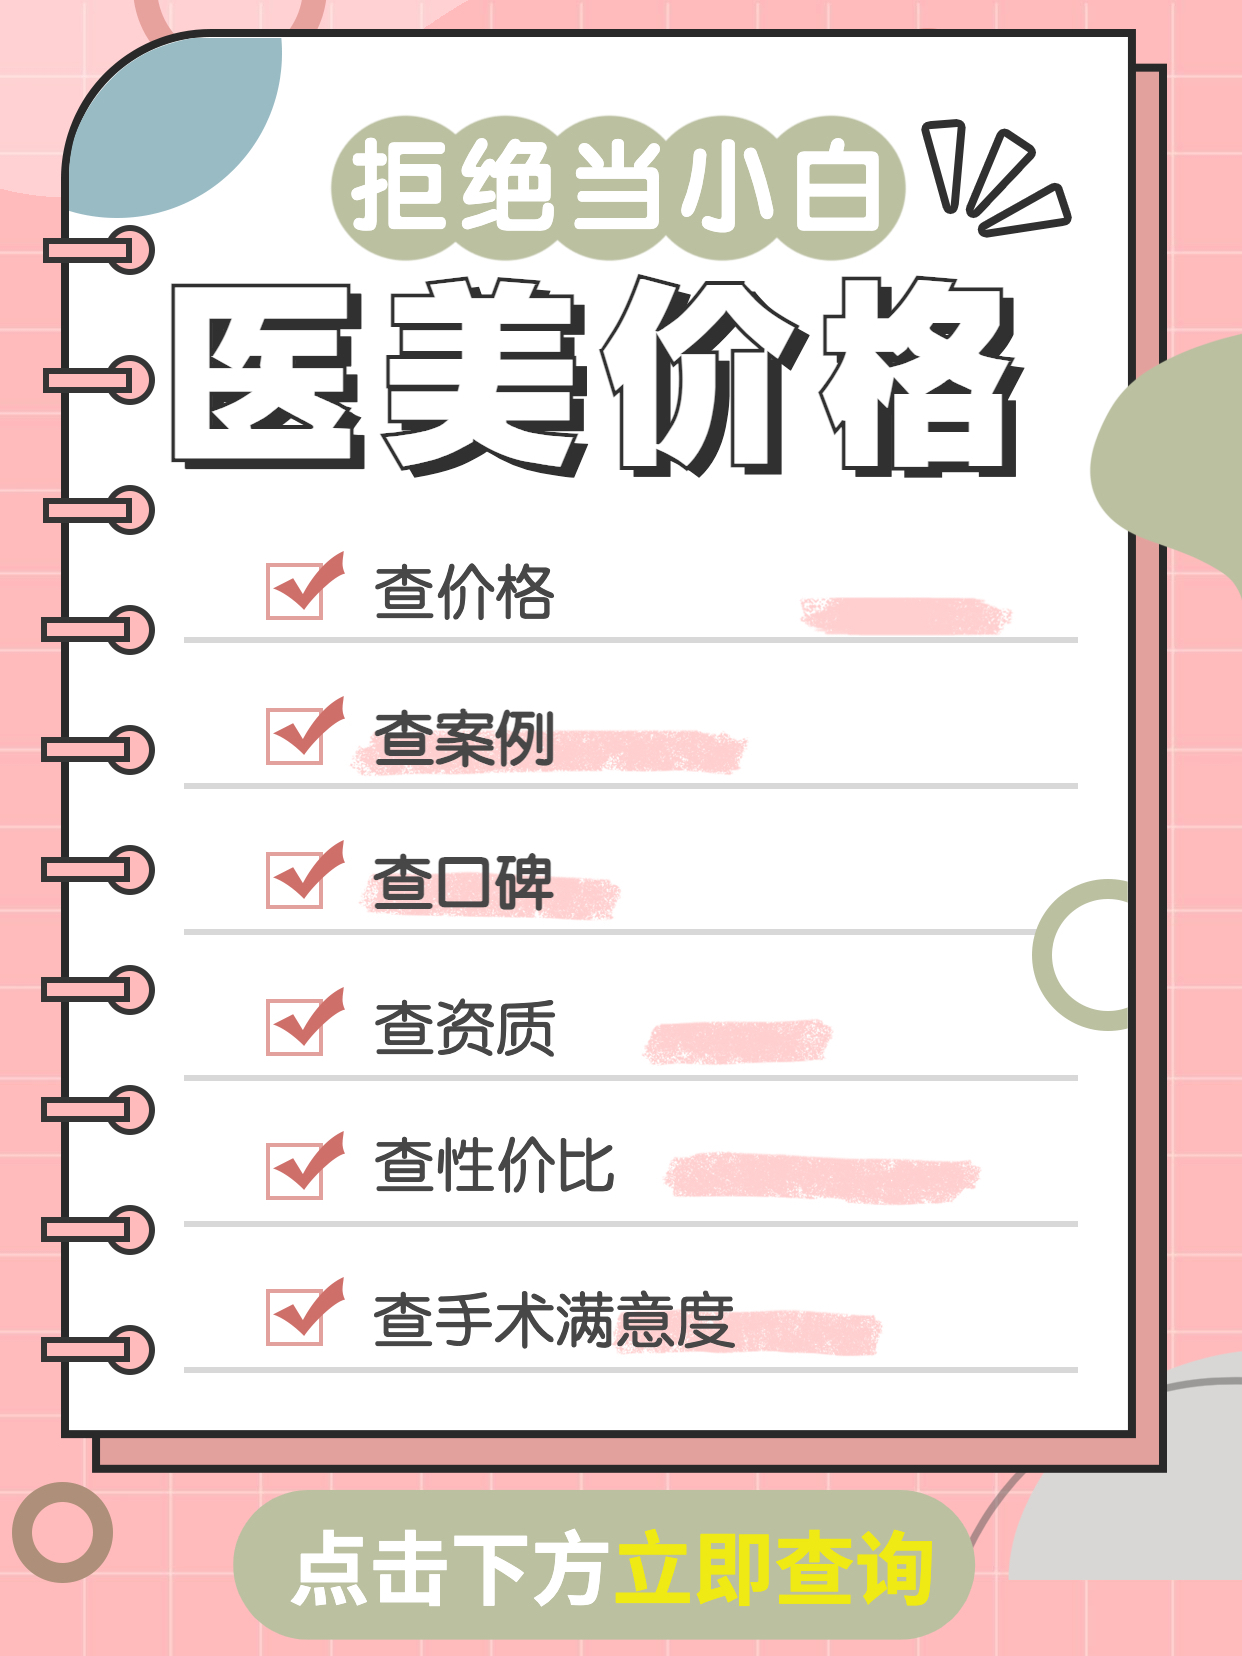 拒绝当小白
医美价格
查价格
查案例
查口碑
查资质
查性价比
查手术满意度
点击下方立即查询